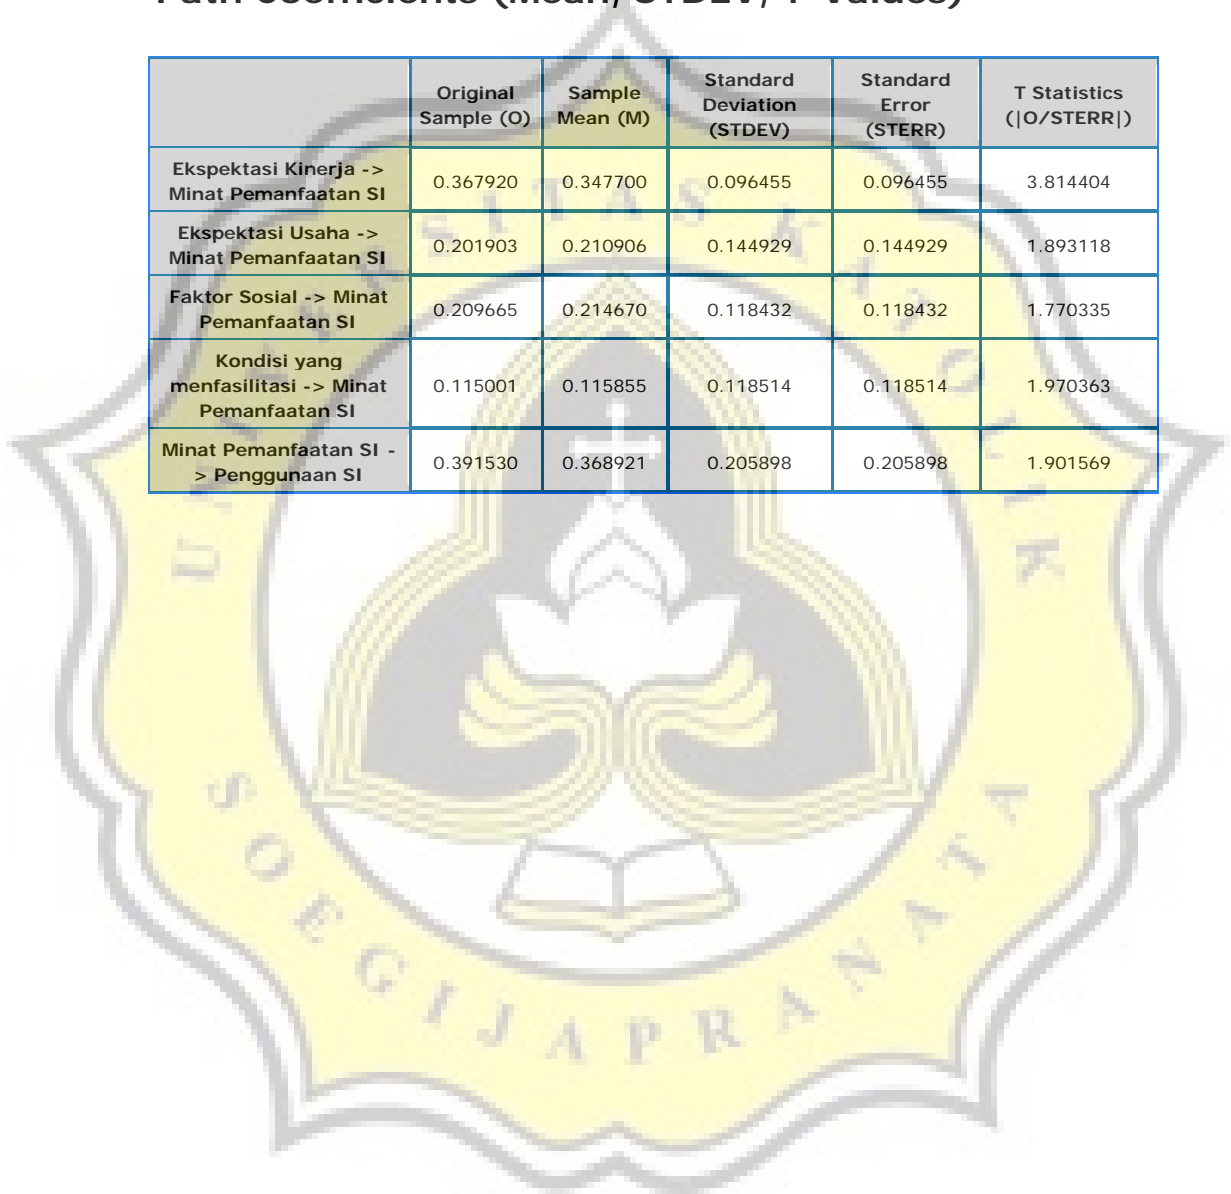 Path Coefficients (Mean, STDEV, T-Values)
Original
Sample (O)
Sample
Mean (M)
Standard
Deviation
(STDEV)
Standard
Error
(STERR)
T Statistics
(|O/STERR|)
Ekspektasi Kinerja ->
Minat Pemanfaatan SI
0.367920
0.347700
0.096455
0.096455
3.814404
Ekspektasi Usaha ->
Minat Pemanfaatan SI
0.201903
0.210906
0.144929
0.144929
1.893118
Faktor Sosial -> Minat
Pemanfaatan SI
0.209665
0.214670
0.118432
0.118432
1.770335
Kondisi yang
menfasilitasi -> Minat
Pemanfaatan SI
0.115001
0.115855
0.118514
0.118514
1.970363
Minat Pemanfaatan SI -
> Penggunaan SI
0.391530
0.368921
0.205898
0.205898
1.901569
UNIVERSITAS KATOLIK
SOEGIJAPRANATA